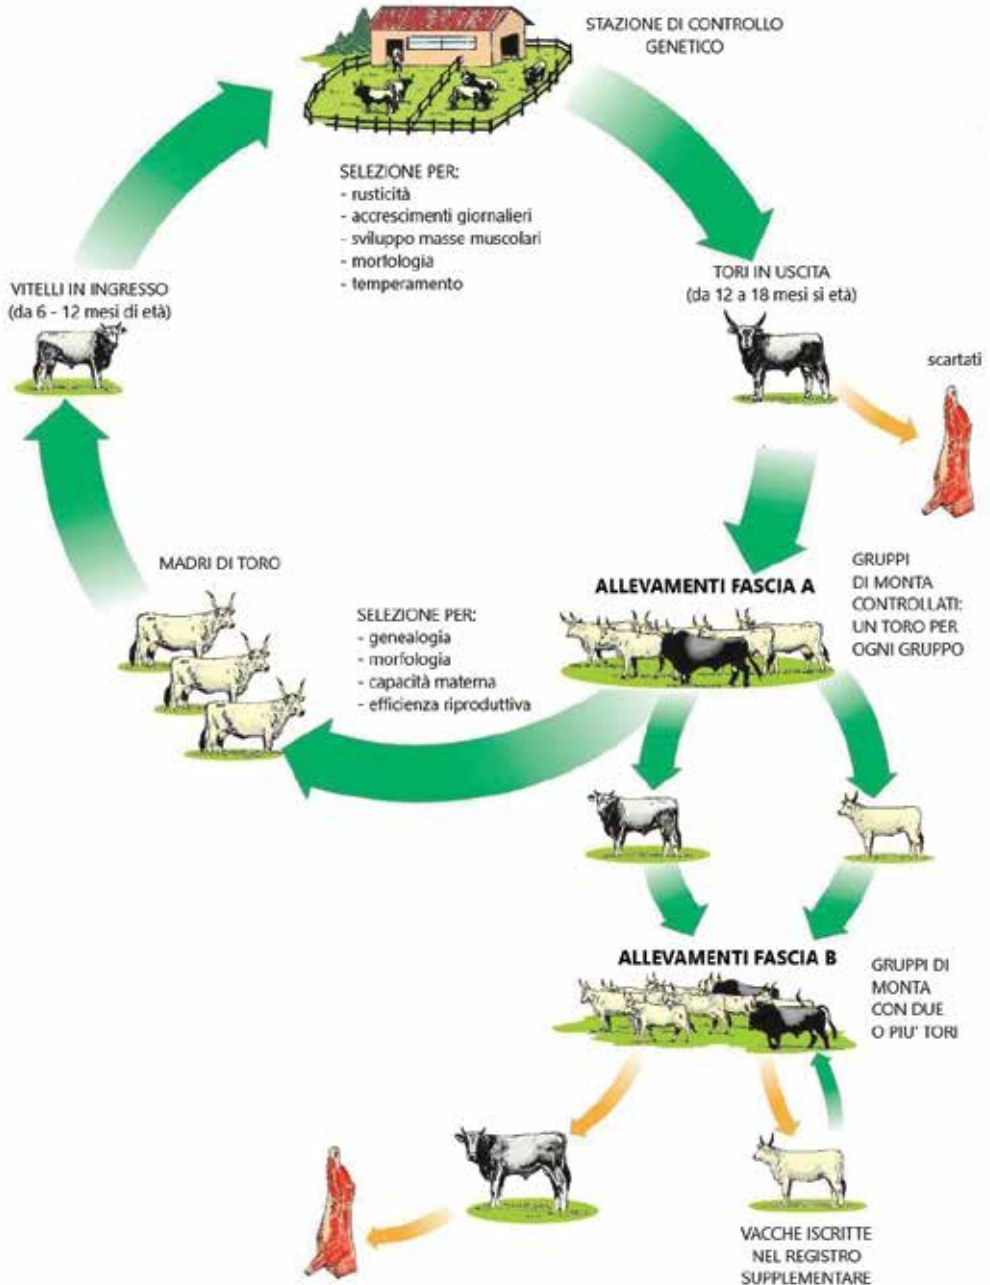 STAZIONE DI CONTROLLO
GENETICO
SELEZIONE PER:
- rusticità
- accrescimenti giornalieri
- sviluppo masse muscolari
- morfologia
- temperamento
VITELLI IN INGRESSO
(da 6 - 12 mesi di età)
TORI IN USCITA
(da 12 a 18 mesi si età)
scartati
MADRI DI TORO
SELEZIONE PER:
- genealogia
- morfologia
- capacità materna
- efficienza riproduttiva
ALLEVAMENTI FASCIA A
GRUPPI
DI MONTA
CONTROLLATI:
UN TORO PER
OGNI GRUPPO
ALLEVAMENTI FASCIA B
GRUPPI DI
MONTA
CON DUE
O PIU' TORI
VACCHE ISCRITTE
NEL REGISTRO
SUPPLEMENTARE